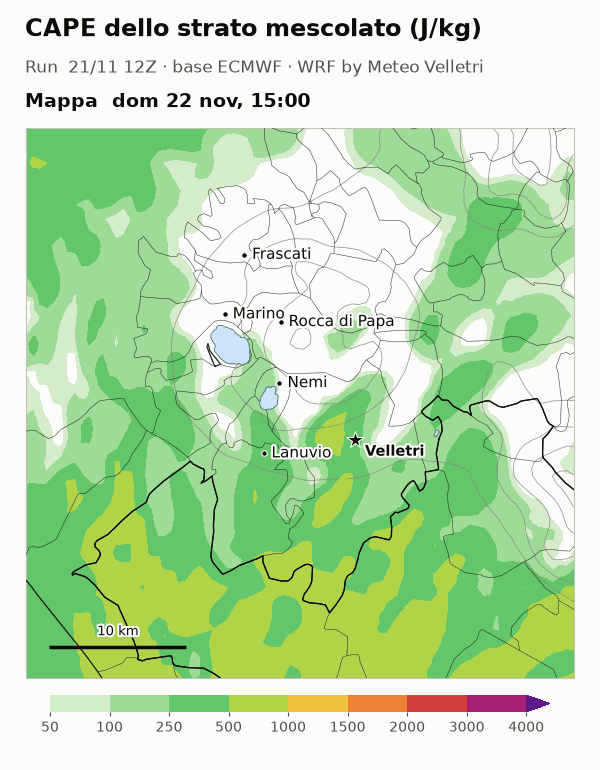 CAPE dello strato mescolato (J/kg)
Run  21/11 12Z · base ECMWF · WRF by Meteo Velletri
Mappa  dom 22 nov, 15:00
Frascati
Marino
Rocca di Papa
Nemi
Velletri
Lanuvio
10 km
50 100 250 500 1000 1500 2000 3000 4000